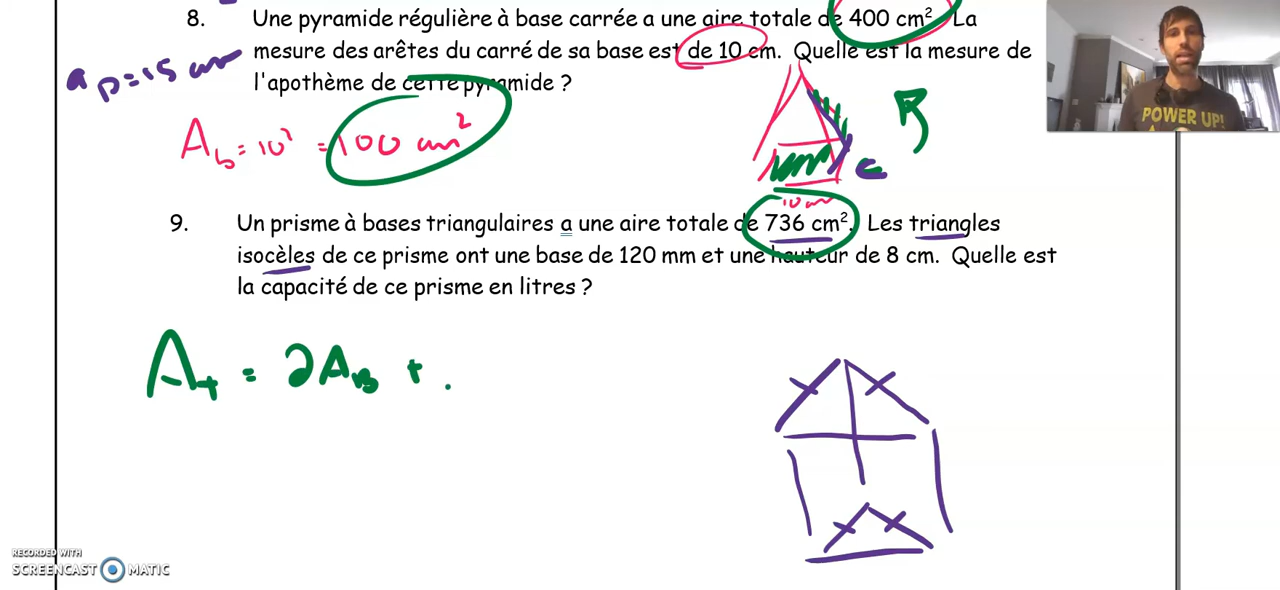 8. Une pyramide régulière à base carrée a une aire totale de 400 cm². La
mesure des arêtes du carré de sa base est de 10 cm. Quelle est la mesure de
l'apothème de cette pyramide ?
ap=15 cm
A_b = 10² = 100 cm²
10 cm
POWER UP!
9. Un prisme à bases triangulaires a une aire totale de 736 cm². Les triangles
isocèles de ce prisme ont une base de 120 mm et une hauteur de 8 cm. Quelle est
la capacité de ce prisme en litres ?
A_t = 2A_B +
RECORDED WITH
SCREENCAST MATIC